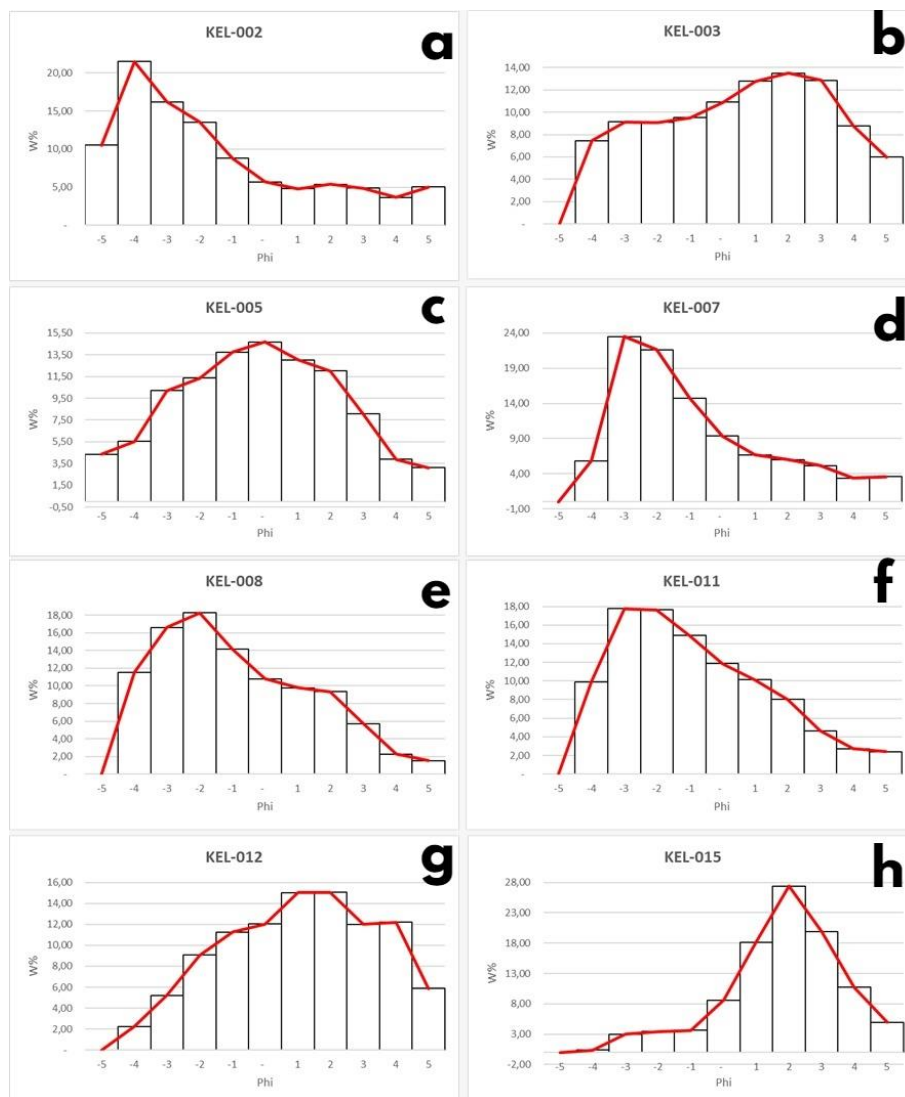 KEL-002
a
20,00
15,00
10,00
5,00
-
W%
-5 -4 -3 -2 -1 - 1 2 3 4 5
Phi
KEL-003
b
14,00
12,00
10,00
8,00
6,00
4,00
2,00
-
W%
-5 -4 -3 -2 -1 - 1 2 3 4 5
Phi
KEL-005
c
15,50
13,50
11,50
9,50
7,50
5,50
3,50
1,50
-0,50
W%
-5 -4 -3 -2 -1 - 1 2 3 4 5
Phi
KEL-007
d
24,00
19,00
14,00
9,00
4,00
-1,00
W%
-5 -4 -3 -2 -1 - 1 2 3 4 5
Phi
KEL-008
e
18,00
16,00
14,00
12,00
10,00
8,00
6,00
4,00
2,00
-
W%
-5 -4 -3 -2 -1 - 1 2 3 4 5
Phi
KEL-011
f
18,00
16,00
14,00
12,00
10,00
8,00
6,00
4,00
2,00
-
W%
-5 -4 -3 -2 -1 - 1 2 3 4 5
Phi
KEL-012
g
16,00
14,00
12,00
10,00
8,00
6,00
4,00
2,00
-
W%
-5 -4 -3 -2 -1 - 1 2 3 4 5
Phi
KEL-015
h
28,00
23,00
18,00
13,00
8,00
3,00
-2,00
W%
-5 -4 -3 -2 -1 - 1 2 3 4 5
Phi